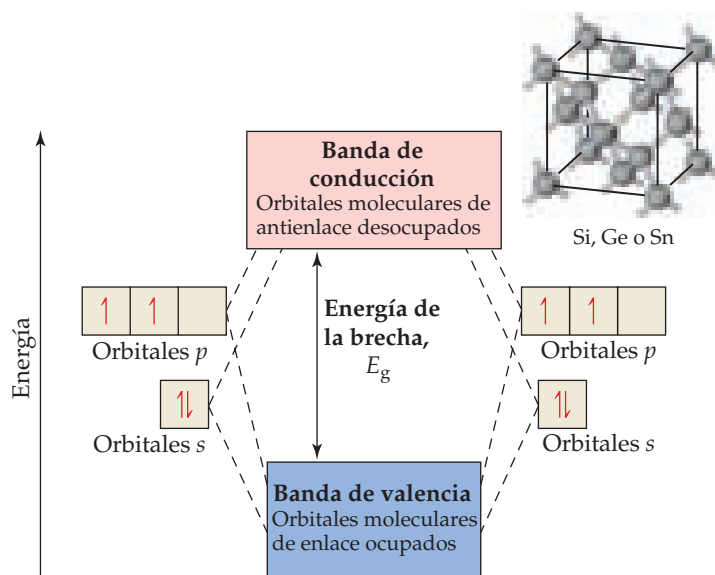 Banda de
conducción
Orbitales moleculares de
antienlace desocupados
Si, Ge o Sn
Energía
Energía de
la brecha,
Eg
Orbitales p
Orbitales p
Orbitales s
Orbitales s
Banda de valencia
Orbitales moleculares
de enlace ocupados